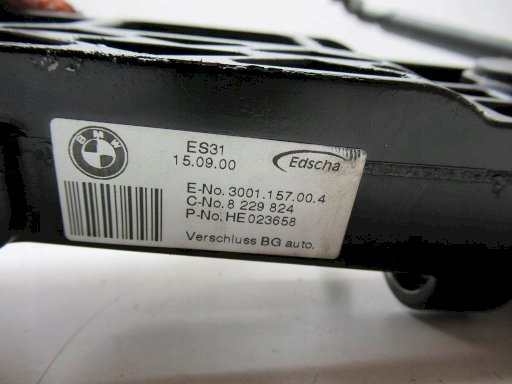 BMW
ES31
15.09.00
Edscha
E-No. 3001.157.00.4
C-No. 8 229 824
P-No. HE023658
Verschluss BG auto.